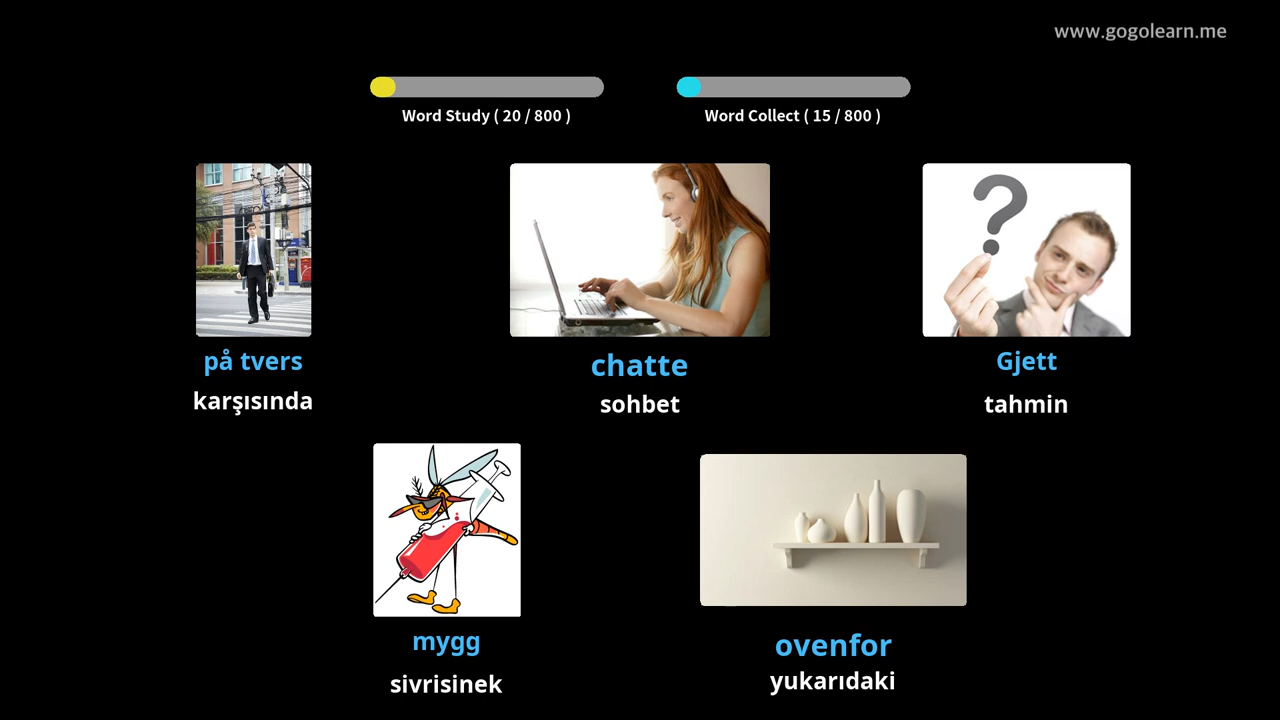 www.gogolearn.me
Word Study ( 20 / 800 )
Word Collect ( 15 / 800 )
på tvers
karşısında
chatte
sohbet
Gjett
tahmin
mygg
sivrisinek
ovenfor
yukarıdaki